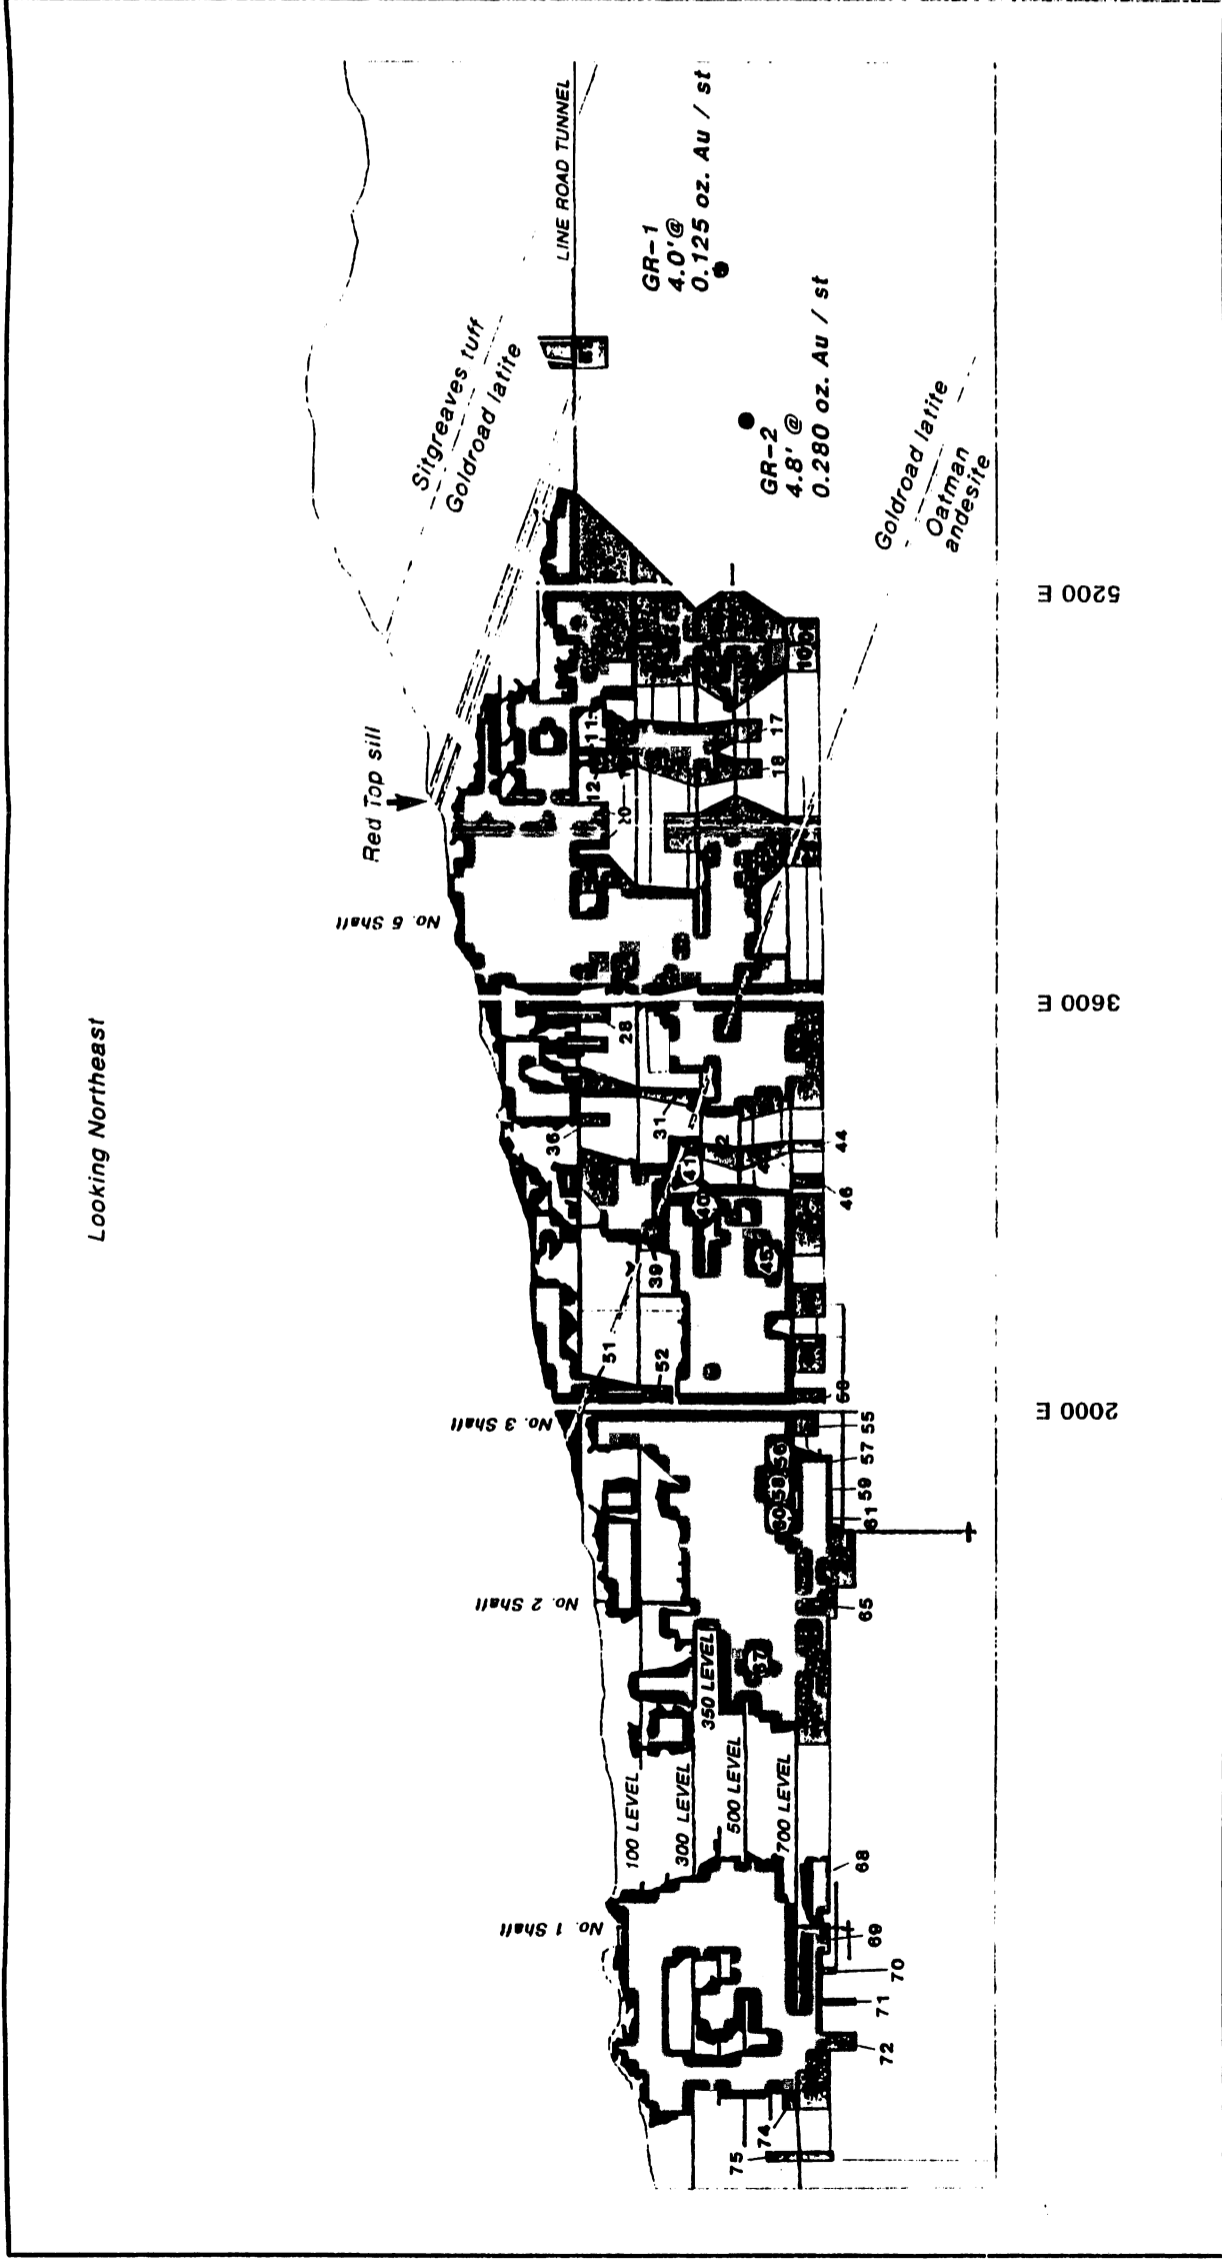 Looking Northeast
Red Top sill
Sitgreaves tuff
Goldroad latite
LINE ROAD TUNNEL
GR-1
4.0'@
0.125 oz. Au / st
GR-2
4.8' @
0.280 oz. Au / st
Goldroad latite
Oatman
andesite
No. 1 Shaft
No. 2 Shaft
No. 3 Shaft
No. 5 Shaft
100 LEVEL
300 LEVEL
350 LEVEL
500 LEVEL
700 LEVEL
75
74
72
71
70
69
68
67
65
61
59
57
55
60
58
56
51
52
39
40
41
45
46
44
36
31
28
12
11
18
17
10
2000 E
3600 E
5200 E